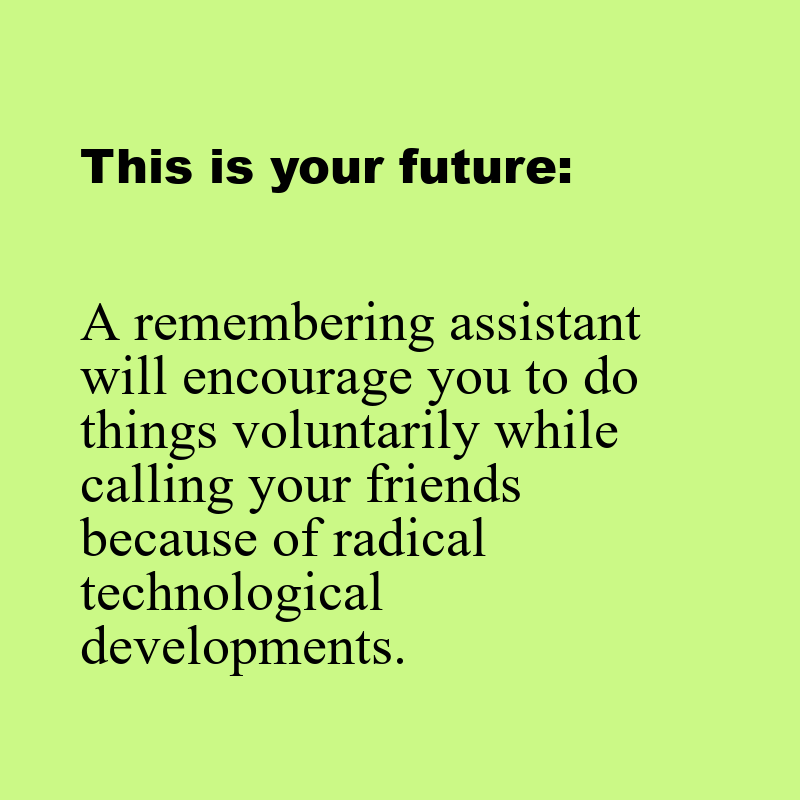 This is your future:
A remembering assistant
will encourage you to do
things voluntarily while
calling your friends
because of radical
technological
developments.